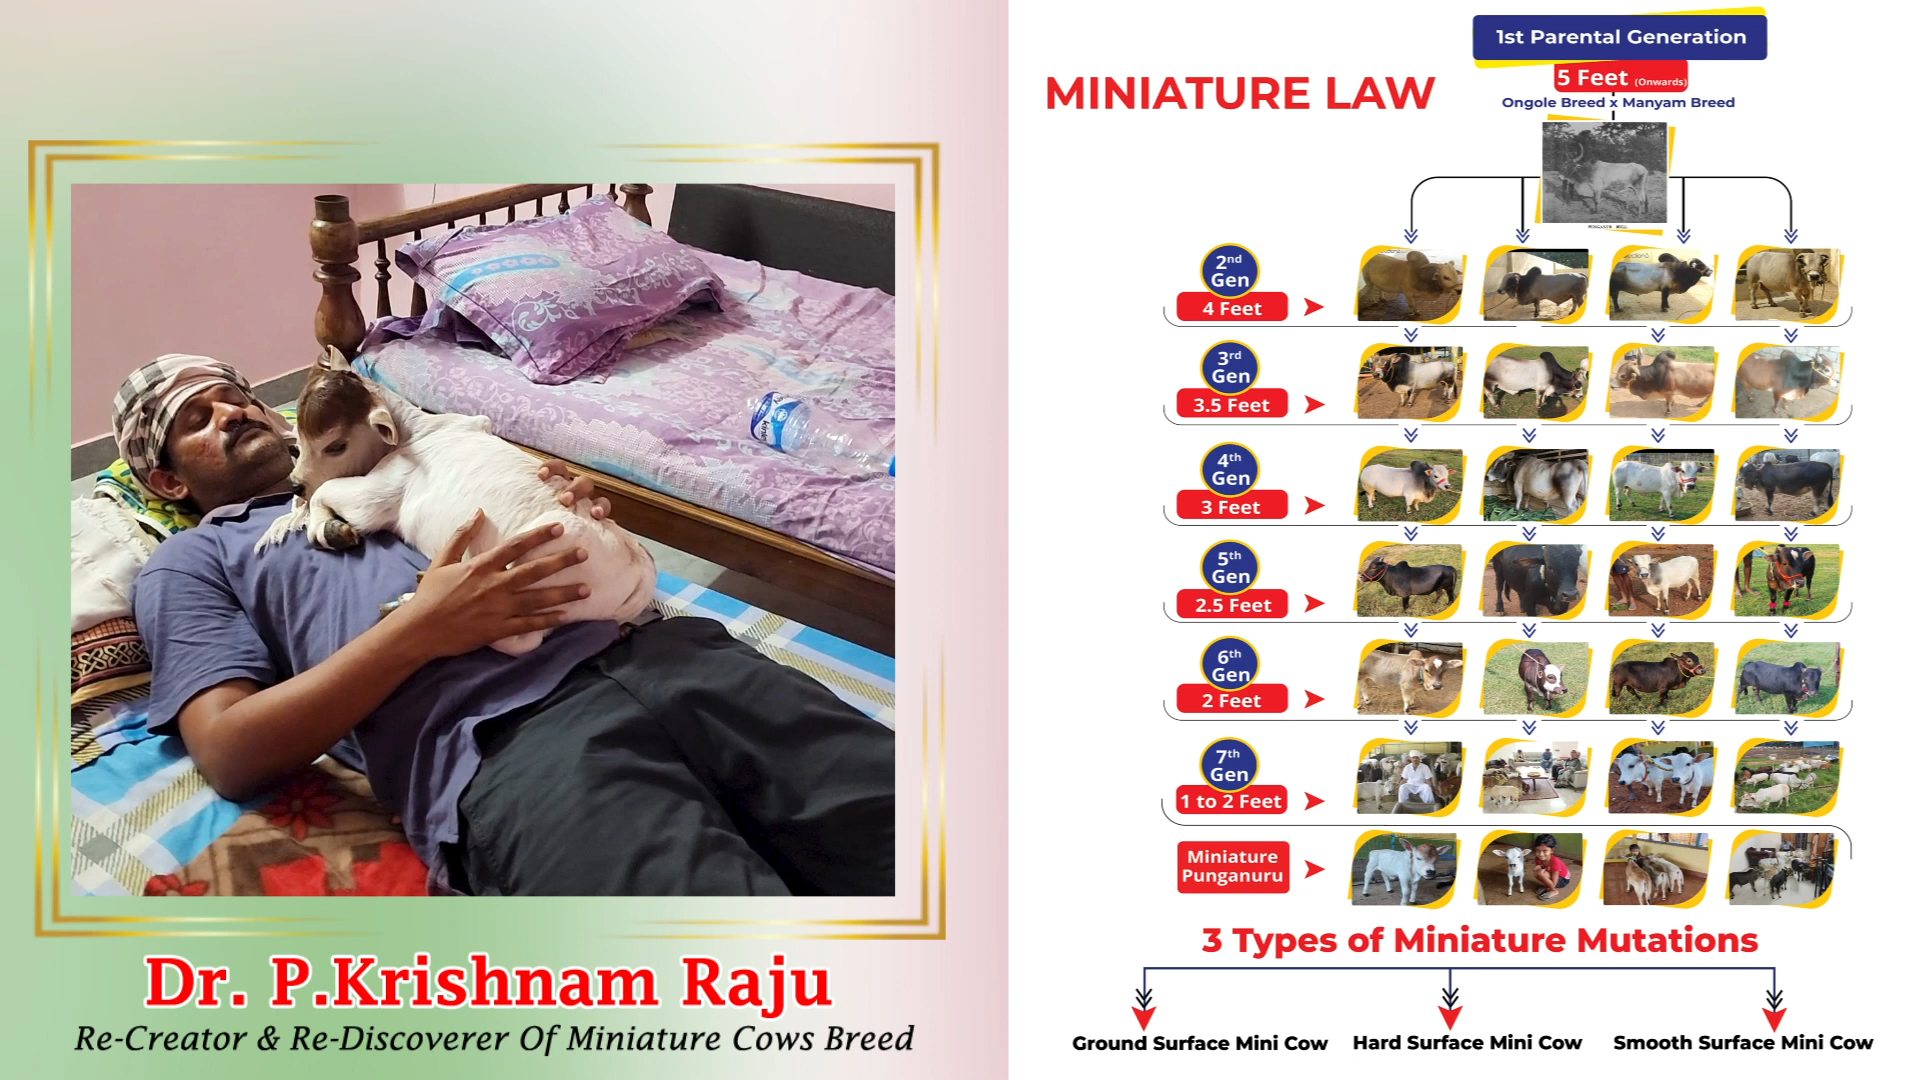 Dr. P.Krishnam Raju
Re-Creator & Re-Discoverer Of Miniature Cows Breed
MINIATURE LAW
1st Parental Generation
5 Feet (Onwards)
Ongole Breed x Manyam Breed
2nd
Gen
4 Feet
3rd
Gen
3.5 Feet
4th
Gen
3 Feet
5th
Gen
2.5 Feet
6th
Gen
2 Feet
7th
Gen
1 to 2 Feet
Miniature
Punganuru
3 Types of Miniature Mutations
Ground Surface Mini Cow
Hard Surface Mini Cow
Smooth Surface Mini Cow